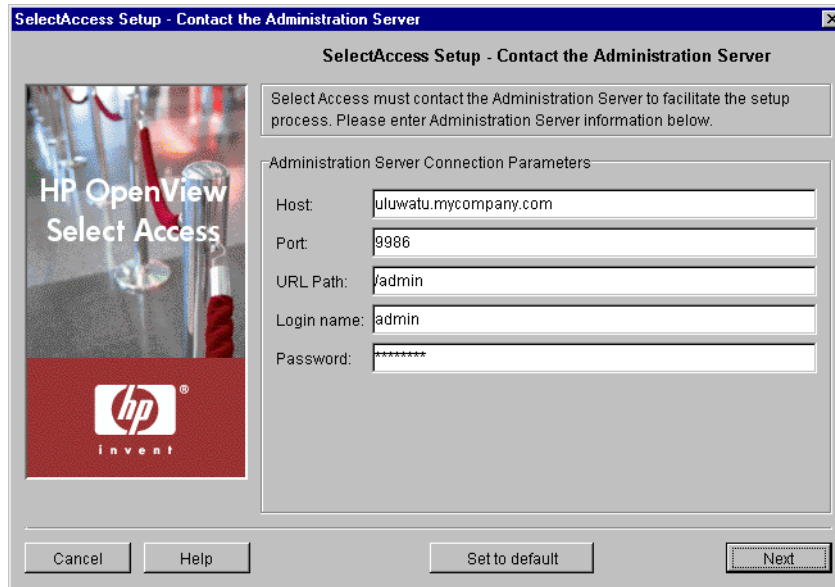 SelectAccess Setup - Contact the Administration Server
SelectAccess Setup - Contact the Administration Server
HP OpenView
Select Access
hp
®
invent
Select Access must contact the Administration Server to facilitate the setup
process. Please enter Administration Server information below.
Administration Server Connection Parameters
Host: uluwatu.mycompany.com
Port: 9986
URL Path: /admin
Login name: admin
Password: ********
Cancel Help Set to default Next